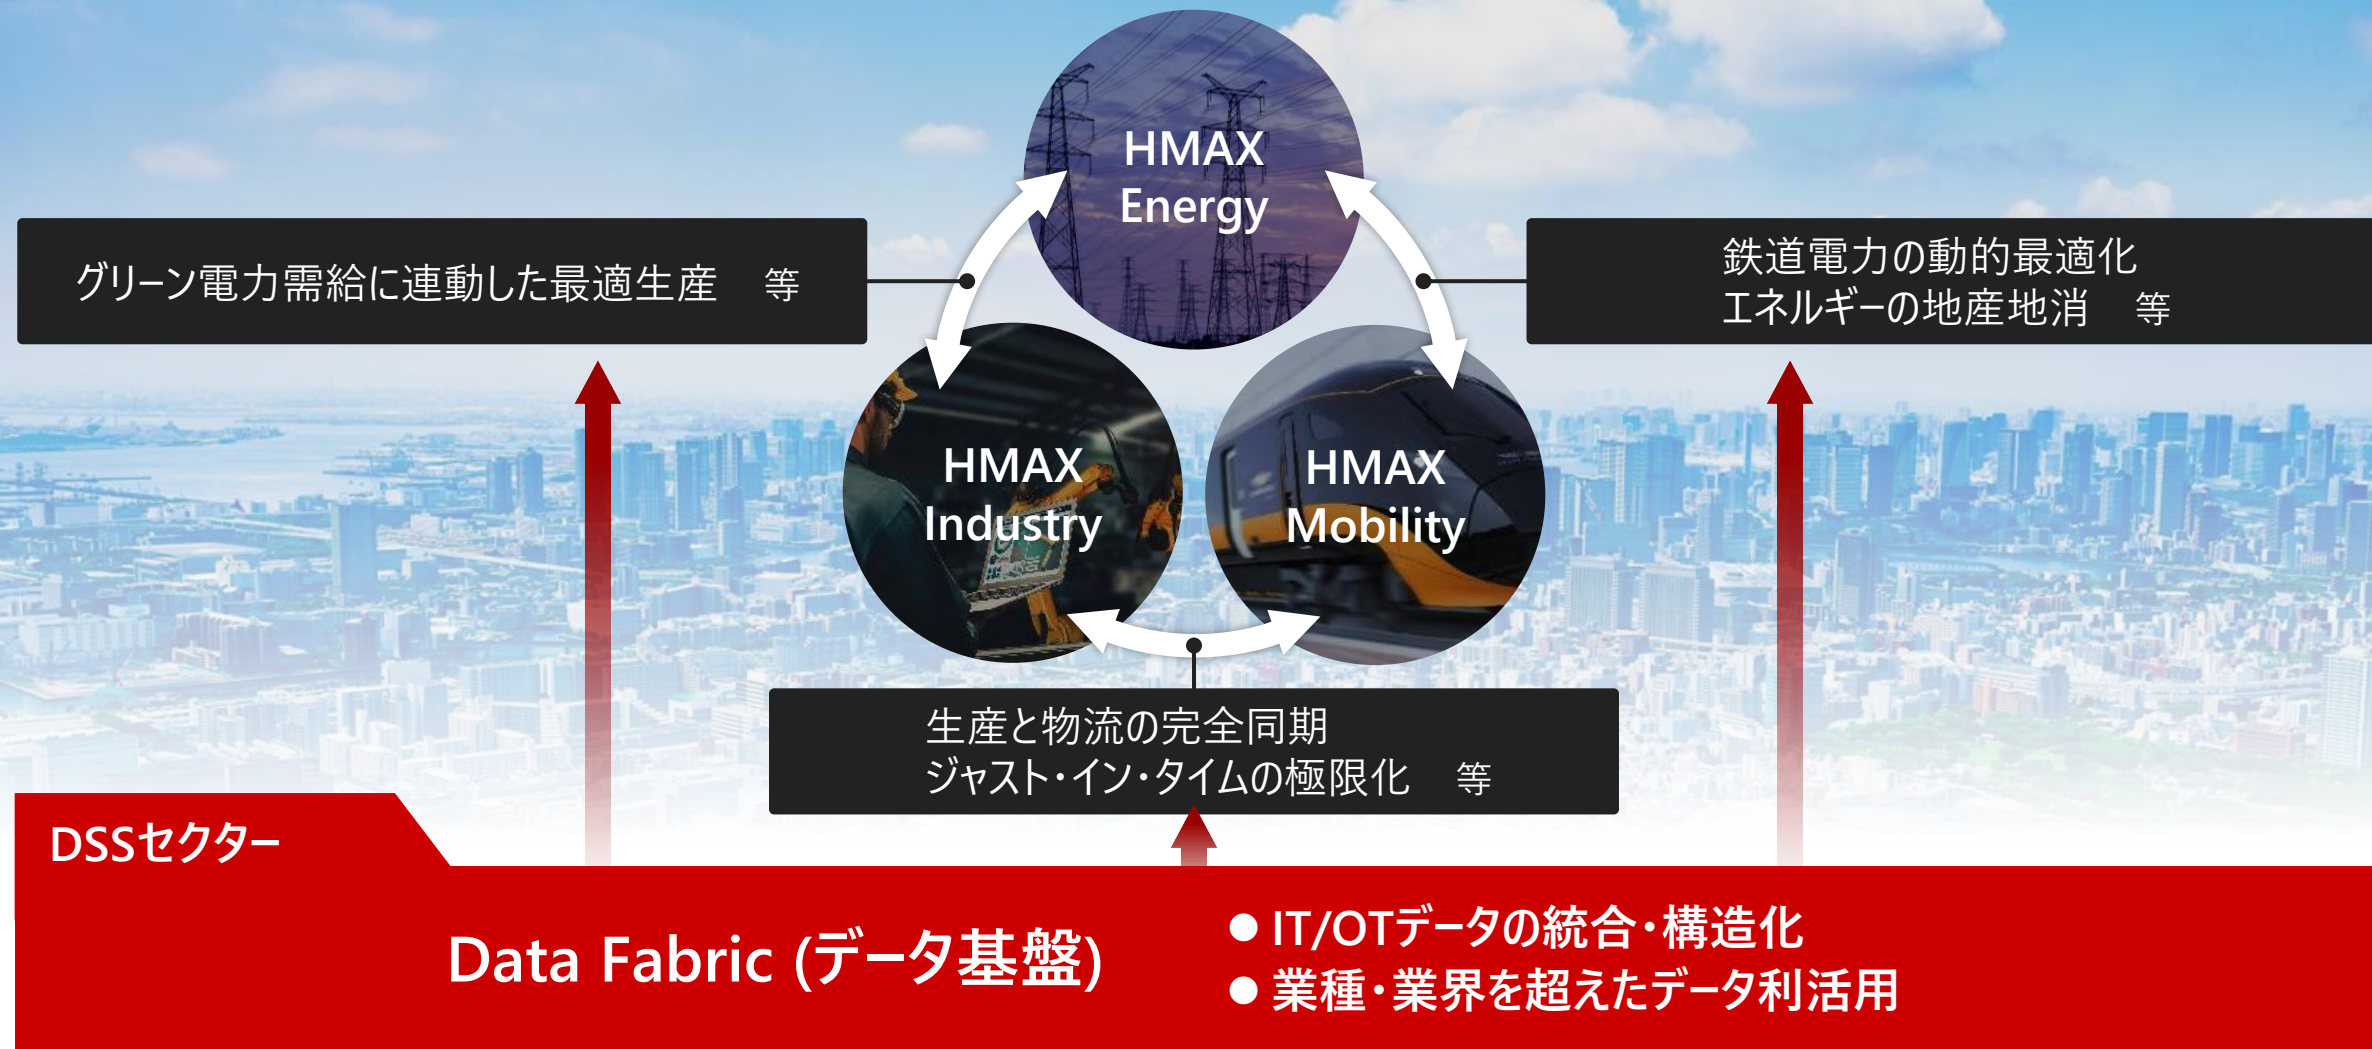 HMAX
Energy
グリーン電力需給に連動した最適生産　等
鉄道電力の動的最適化
エネルギーの地産地消　等
HMAX
Industry
HMAX
Mobility
生産と物流の完全同期
ジャスト・イン・タイムの極限化　等
DSSセクター
Data Fabric (データ基盤)
● IT/OTデータの統合・構造化
● 業種・業界を超えたデータ利活用